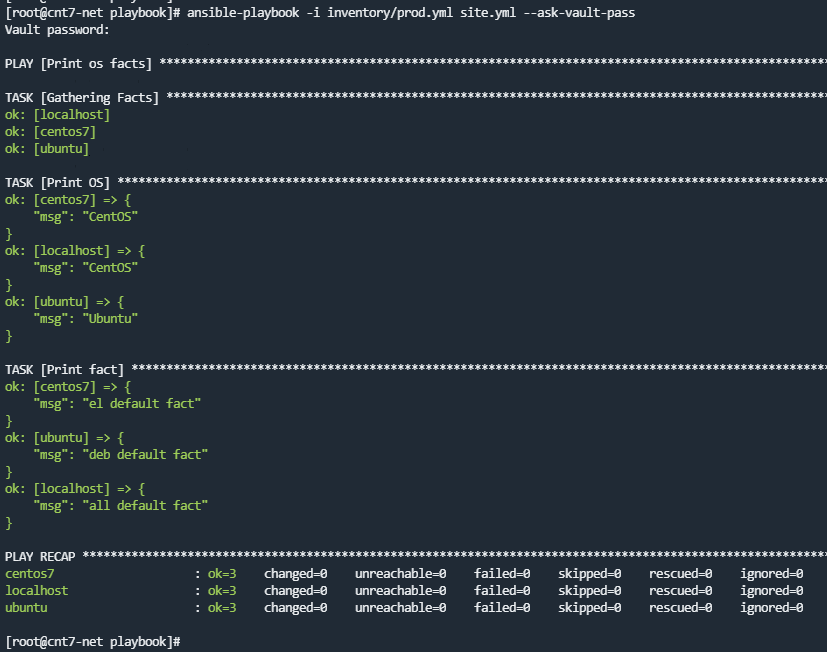 [root@cnt7-net playbook]# ansible-playbook -i inventory/prod.yml site.yml --ask-vault-pass
Vault password:
PLAY [Print os facts] ***********************************************************************************************
TASK [Gathering Facts] **********************************************************************************************
ok: [localhost]
ok: [centos7]
ok: [ubuntu]
TASK [Print OS] *****************************************************************************************************
ok: [centos7] => {
    "msg": "CentOS"
}
ok: [localhost] => {
    "msg": "CentOS"
}
ok: [ubuntu] => {
    "msg": "Ubuntu"
}
TASK [Print fact] ***************************************************************************************************
ok: [centos7] => {
    "msg": "el default fact"
}
ok: [ubuntu] => {
    "msg": "deb default fact"
}
ok: [localhost] => {
    "msg": "all default fact"
}
PLAY RECAP **********************************************************************************************************
centos7                    : ok=3    changed=0    unreachable=0    failed=0    skipped=0    rescued=0    ignored=0
localhost                  : ok=3    changed=0    unreachable=0    failed=0    skipped=0    rescued=0    ignored=0
ubuntu                     : ok=3    changed=0    unreachable=0    failed=0    skipped=0    rescued=0    ignored=0
[root@cnt7-net playbook]#